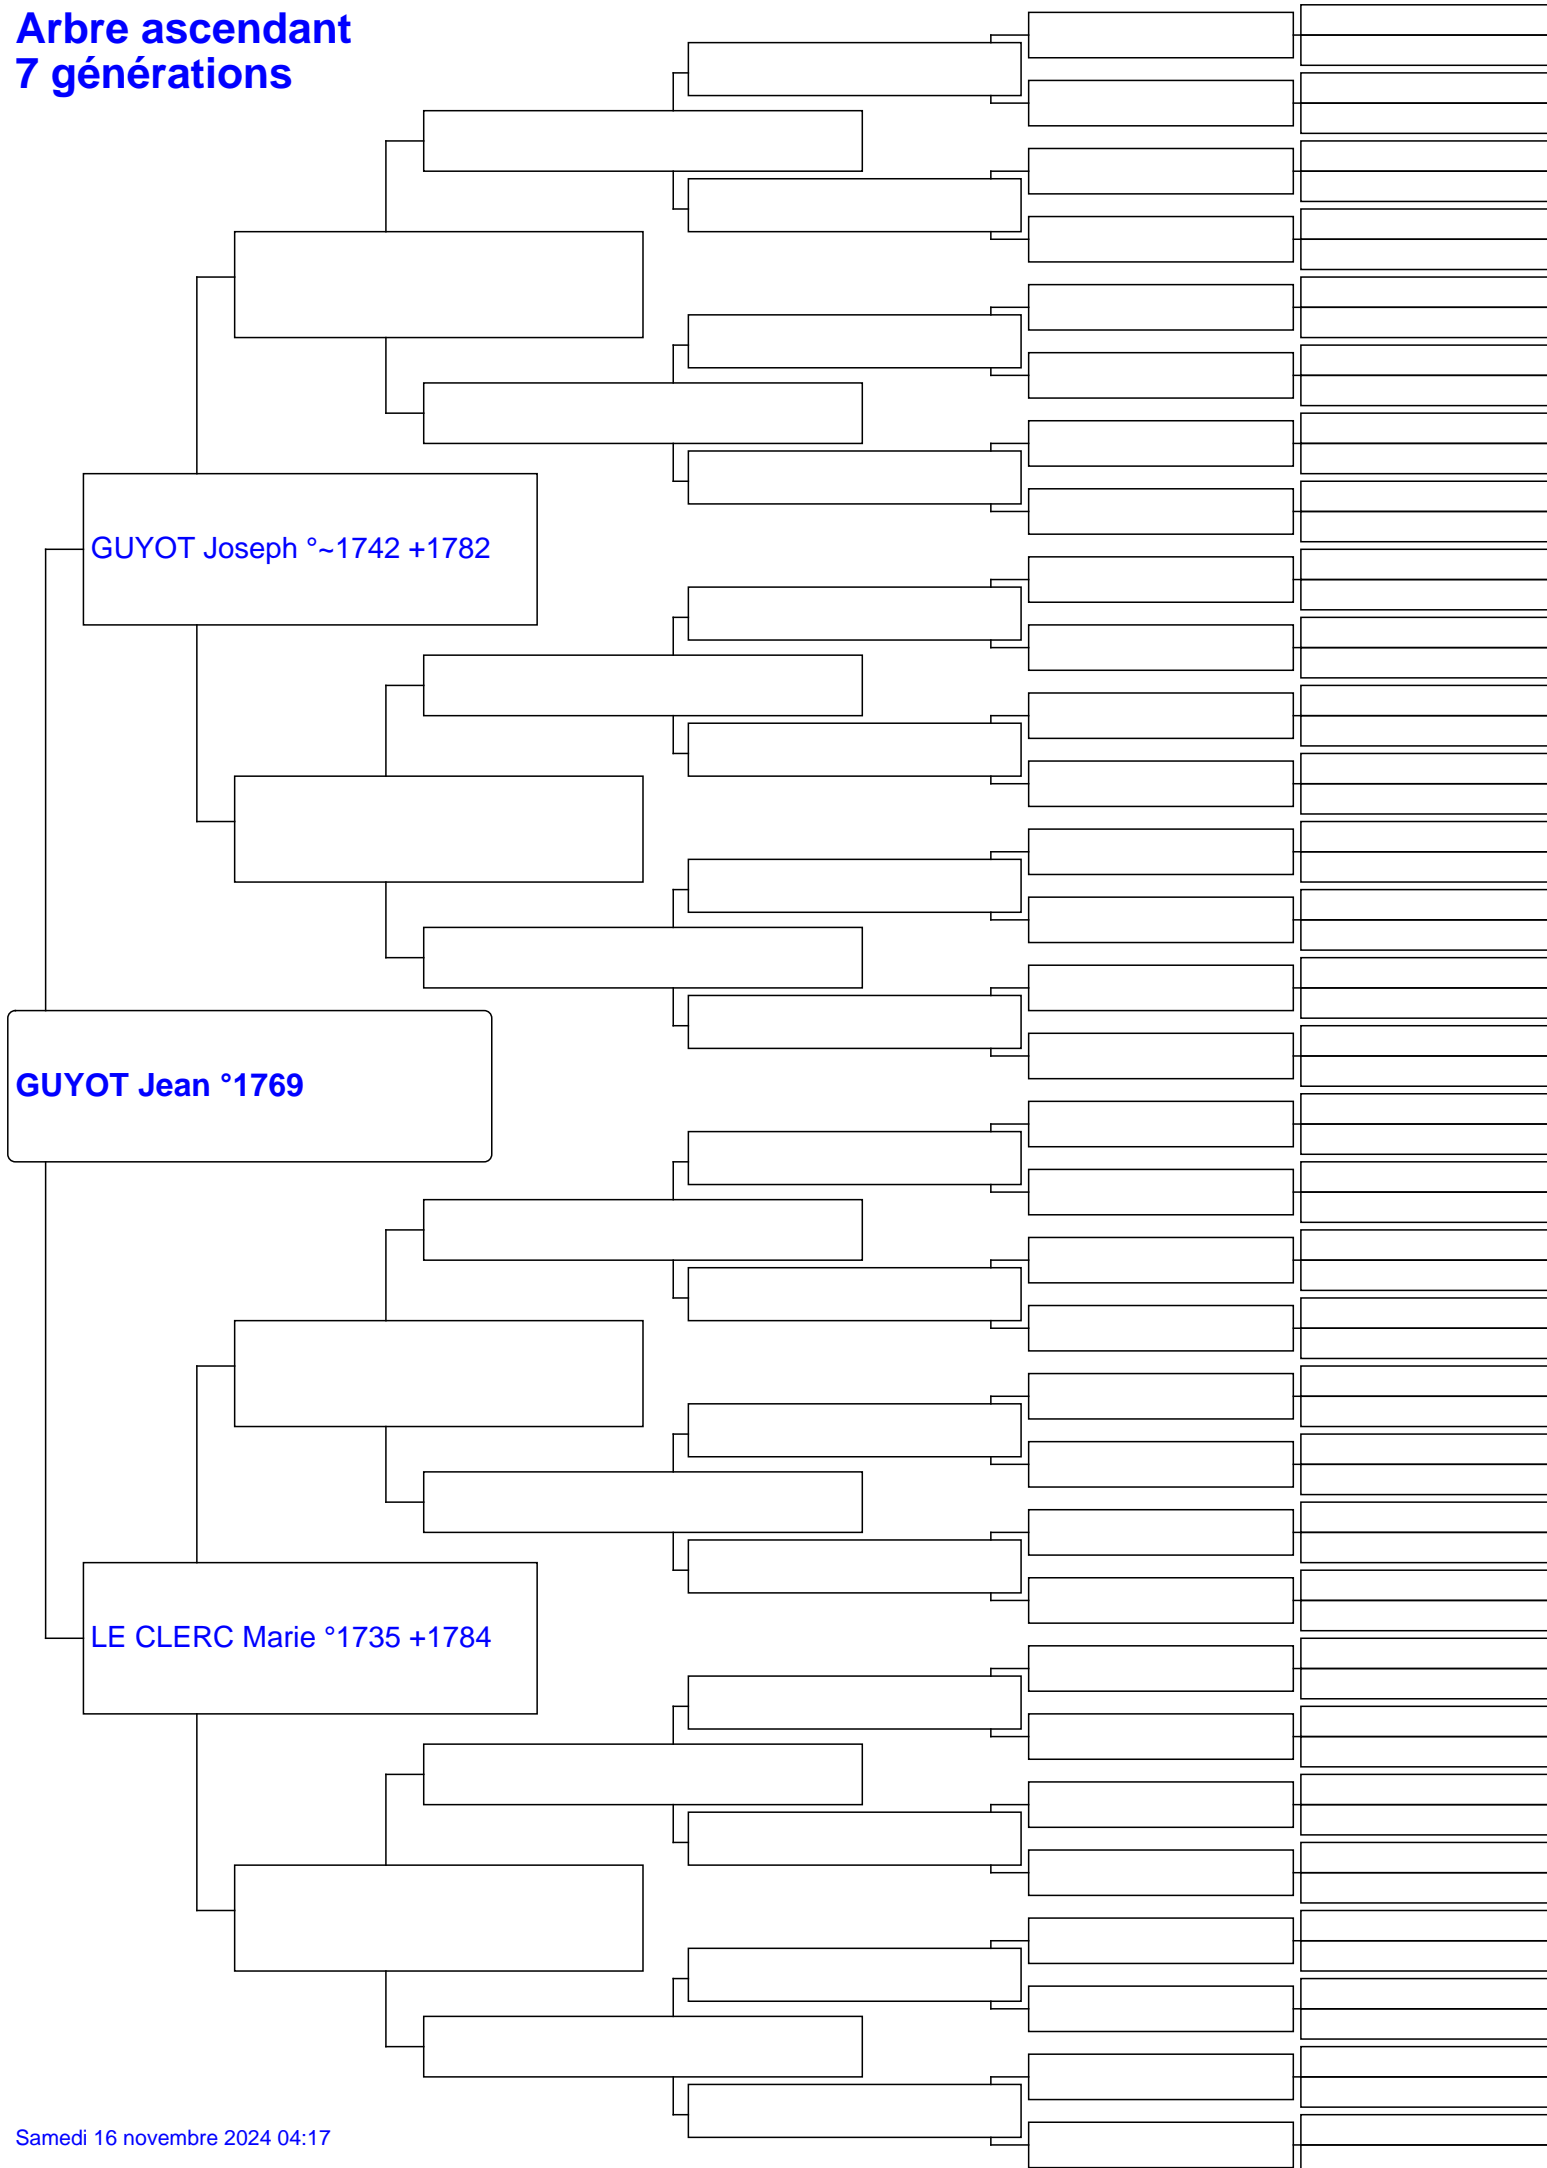 Arbre ascendant
7 générations
GUYOT Joseph °~1742 +1782
GUYOT Jean °1769
LE CLERC Marie °1735 +1784
Samedi 16 novembre 2024 04:17